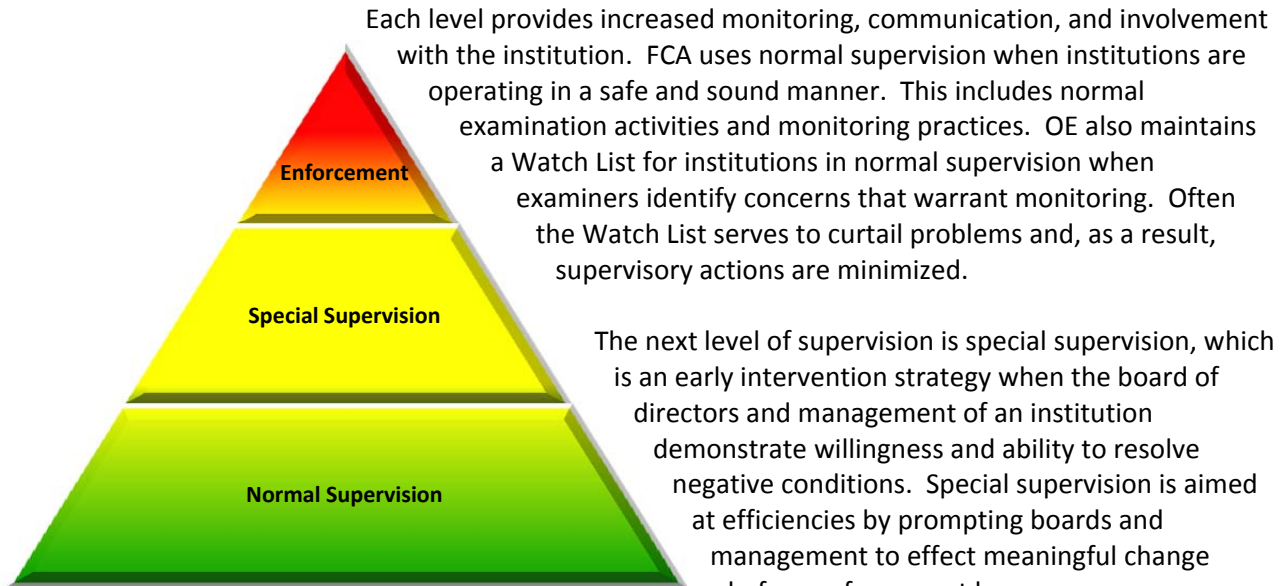 Each level provides increased monitoring, communication, and involvement
with the institution.  FCA uses normal supervision when institutions are
operating in a safe and sound manner.  This includes normal
examination activities and monitoring practices.  OE also maintains
a Watch List for institutions in normal supervision when
examiners identify concerns that warrant monitoring.  Often
the Watch List serves to curtail problems and, as a result,
supervisory actions are minimized.
Enforcement
Special Supervision
Normal Supervision
The next level of supervision is special supervision, which
is an early intervention strategy when the board of
directors and management of an institution
demonstrate willingness and ability to resolve
negative conditions.  Special supervision is aimed
at efficiencies by prompting boards and
management to effect meaningful change